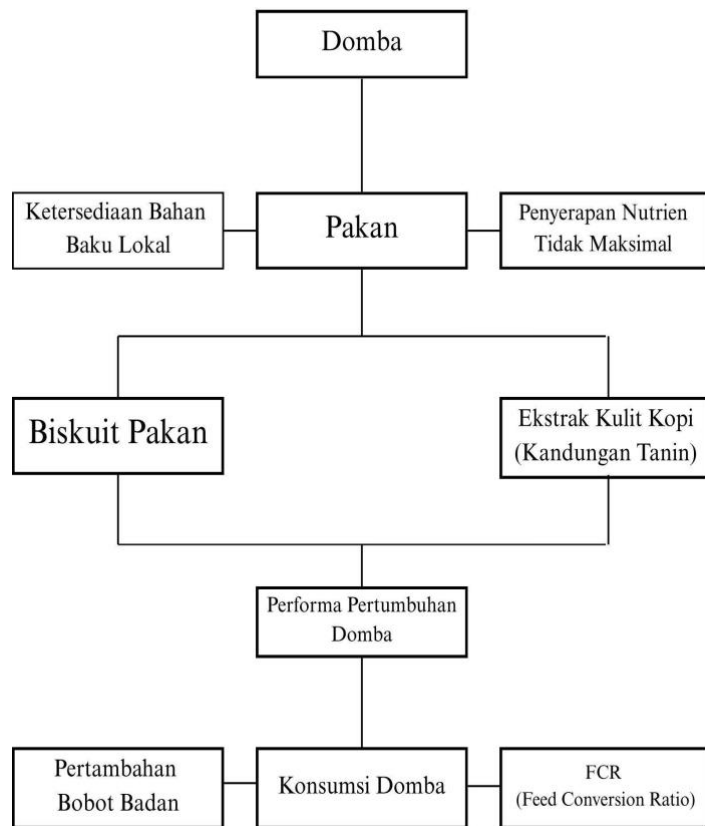 Domba
Ketersediaan Bahan
Baku Lokal
Pakan
Penyerapan Nutrien
Tidak Maksimal
Biskuit Pakan
Ekstrak Kulit Kopi
(Kandungan Tanin)
Performa Pertumbuhan
Domba
Pertambahan
Bobot Badan
Konsumsi Domba
FCR
(Feed Conversion Ratio)